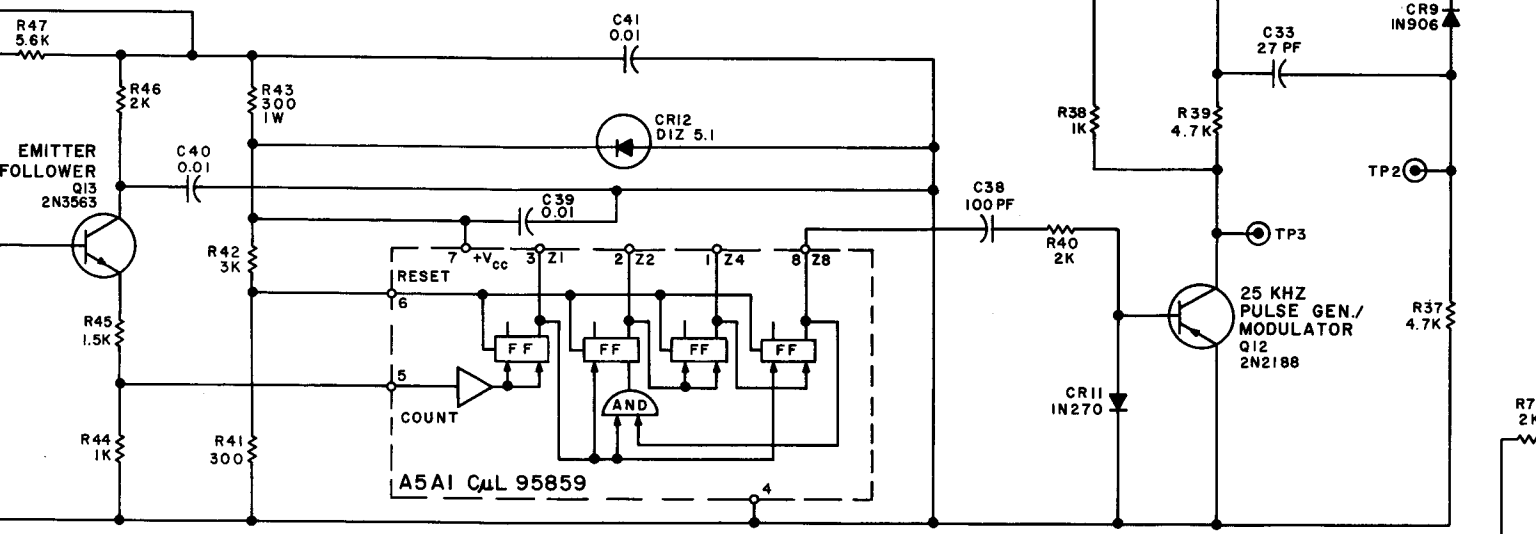 R47
5.6K
C41
0.01
CR9
IN906
C33
27 PF
R46
2K
R43
300
1W
CR12
DIZ 5.1
R38
1K
R39
4.7K
EMITTER
FOLLOWER
Q13
2N3563
C40
0.01
TP2
C39
0.01
C38
100 PF
R40
2K
TP3
R42
3K
7
+Vcc
3
Z1
2
Z2
1
Z4
8
Z8
RESET
6
25 KHZ
PULSE GEN./
MODULATOR
Q12
2N2188
R37
4.7K
R45
1.5K
FF
FF
FF
FF
5
COUNT
AND
CR11
1N270
R7
2K
R44
1K
R41
300
A5A1 CμL 95859
4